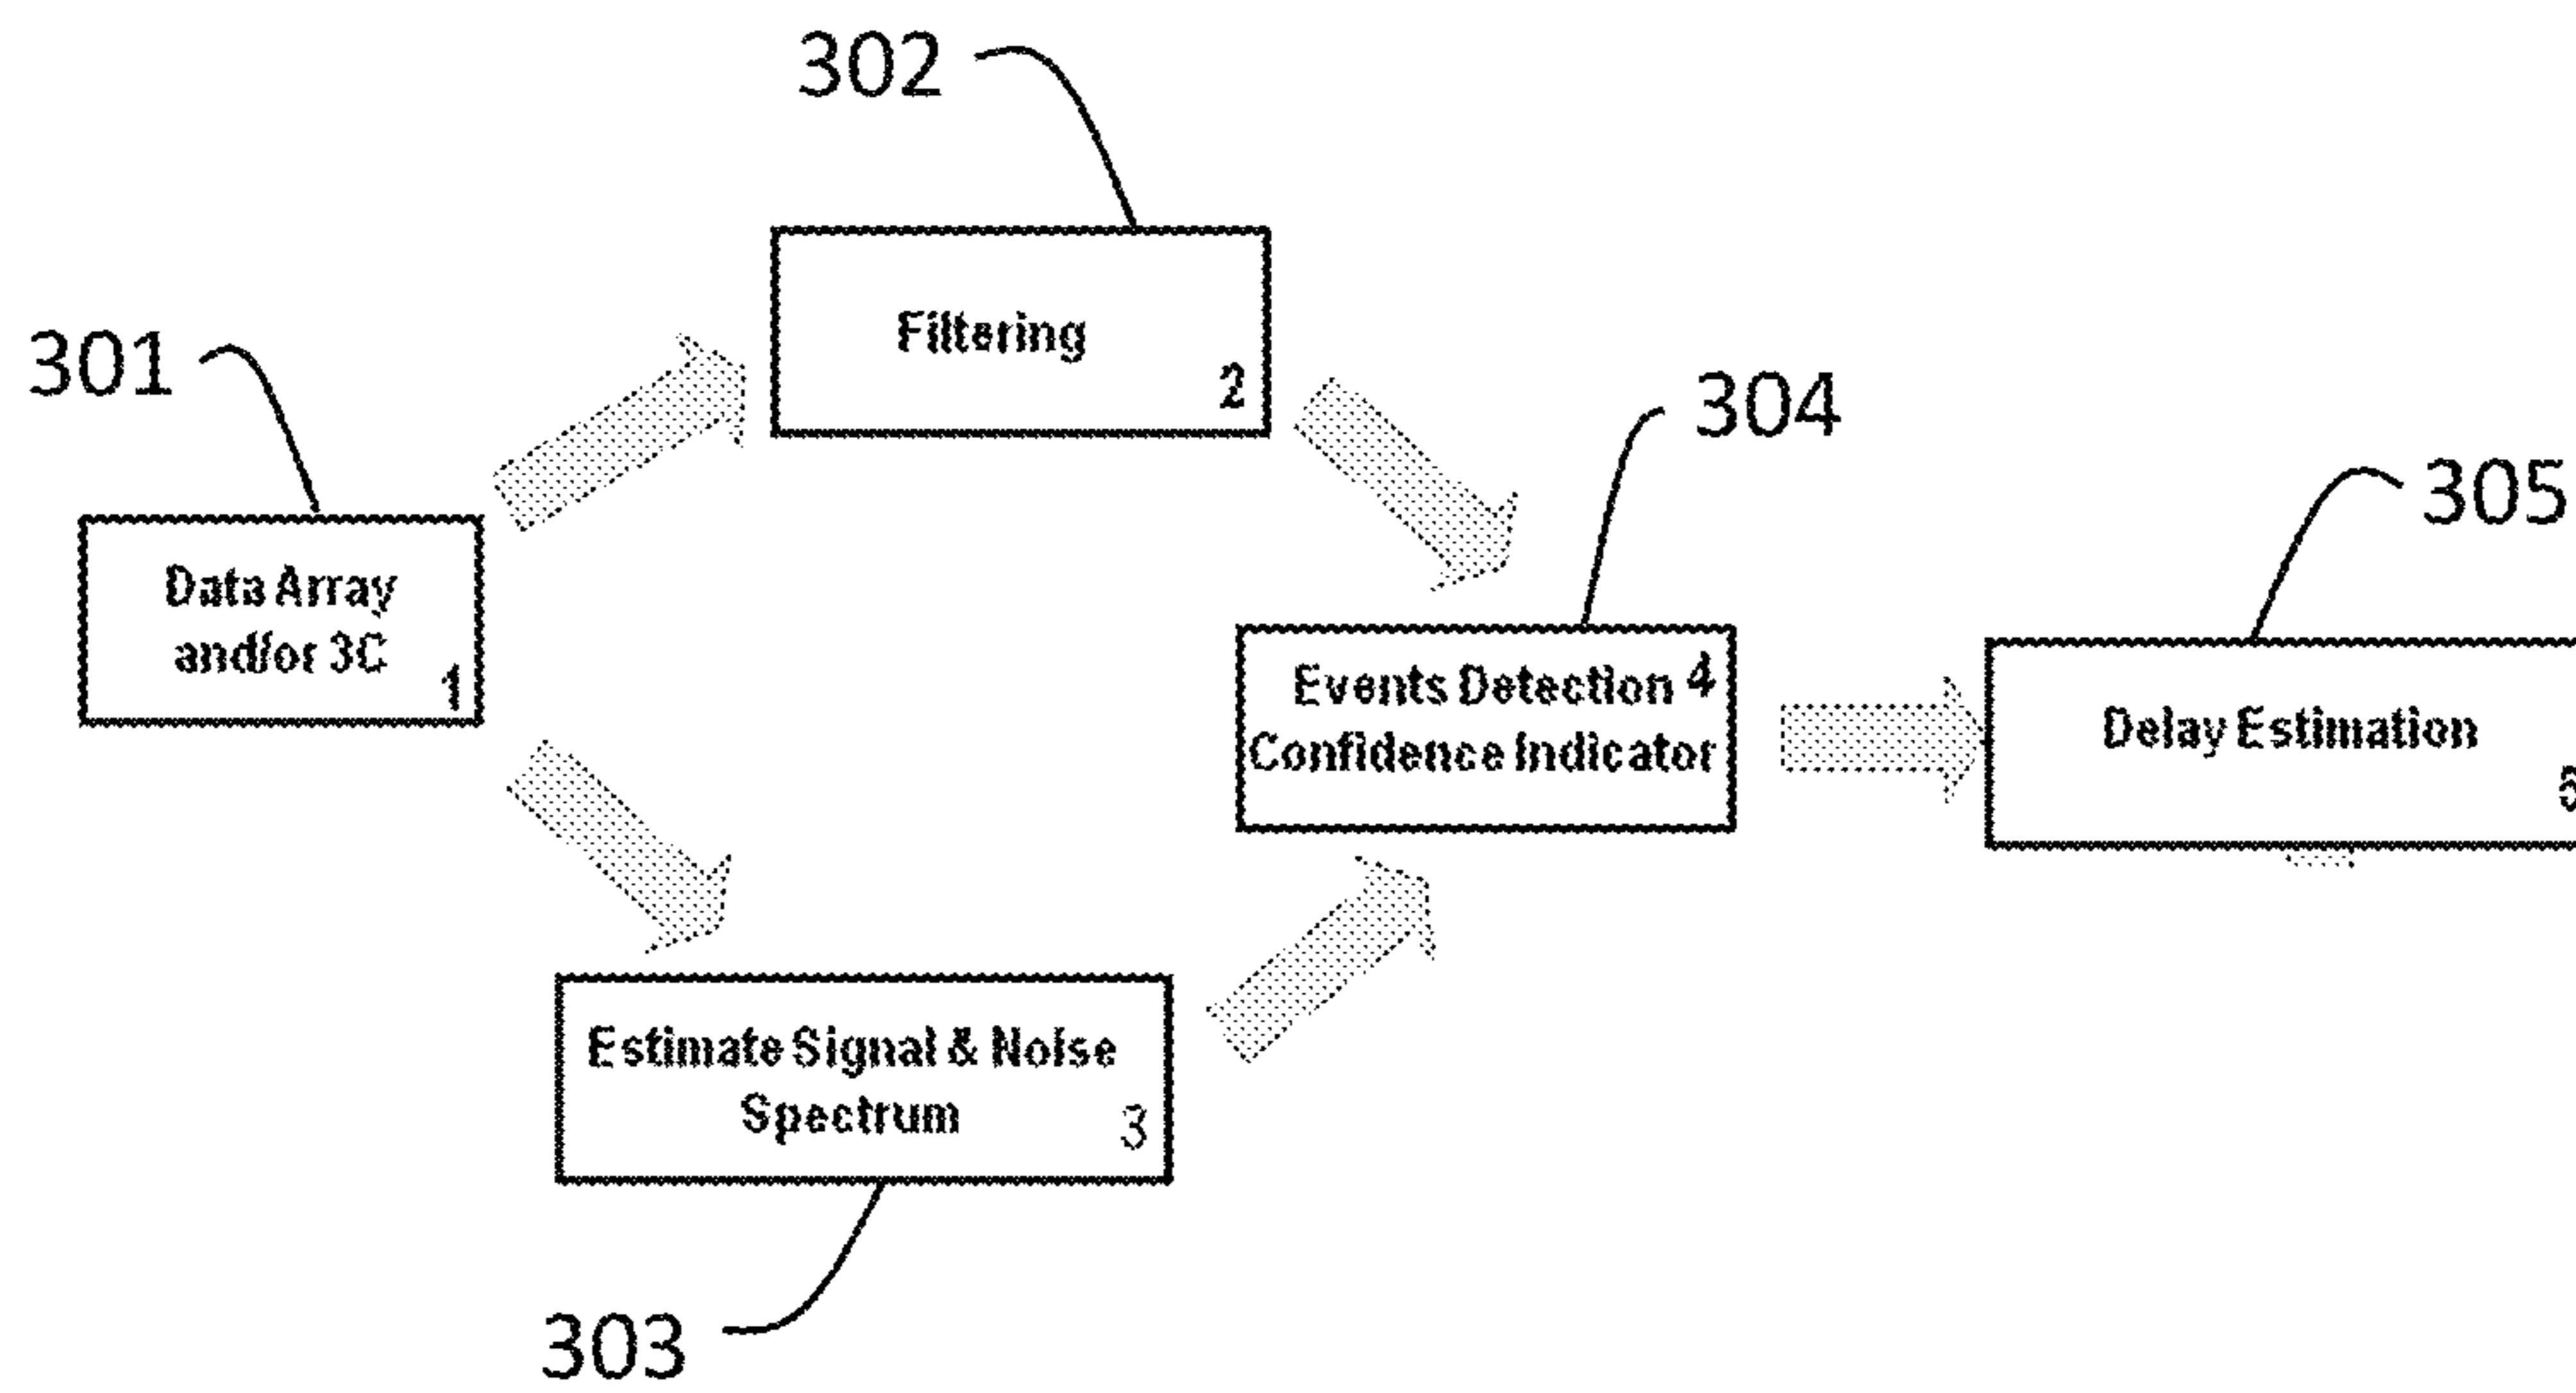 302
Filtering
2
301
Data Array
and/or 3C
1
304
Events Detection 4
Confidence Indicator
305
Delay Estimation
Estimate Signal & Noise
Spectrum
3
303